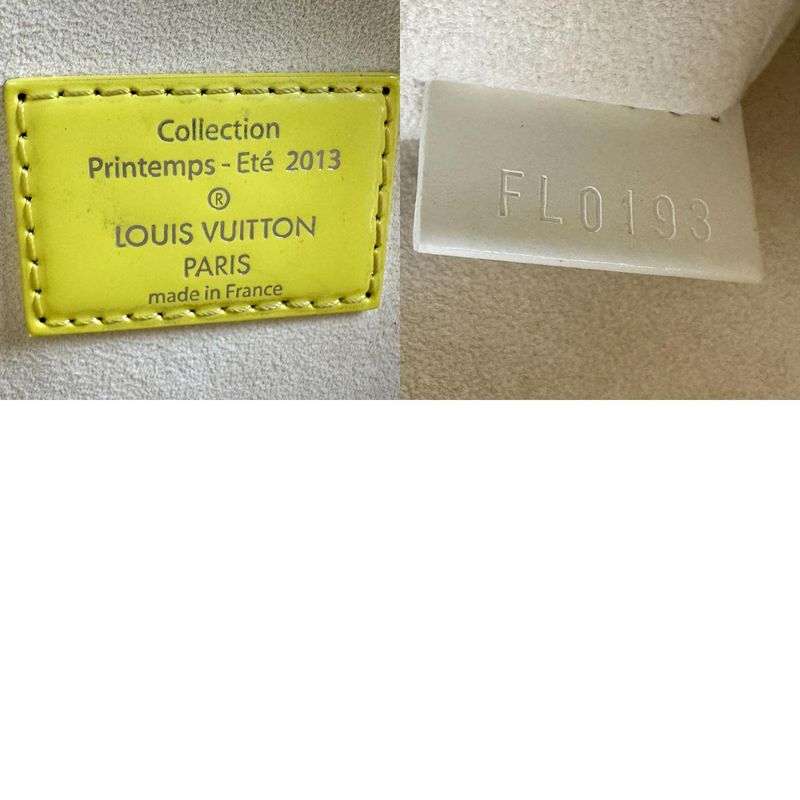 Collection
Printemps - Eté 2013
®
LOUIS VUITTON
PARIS
made in France
FL0193